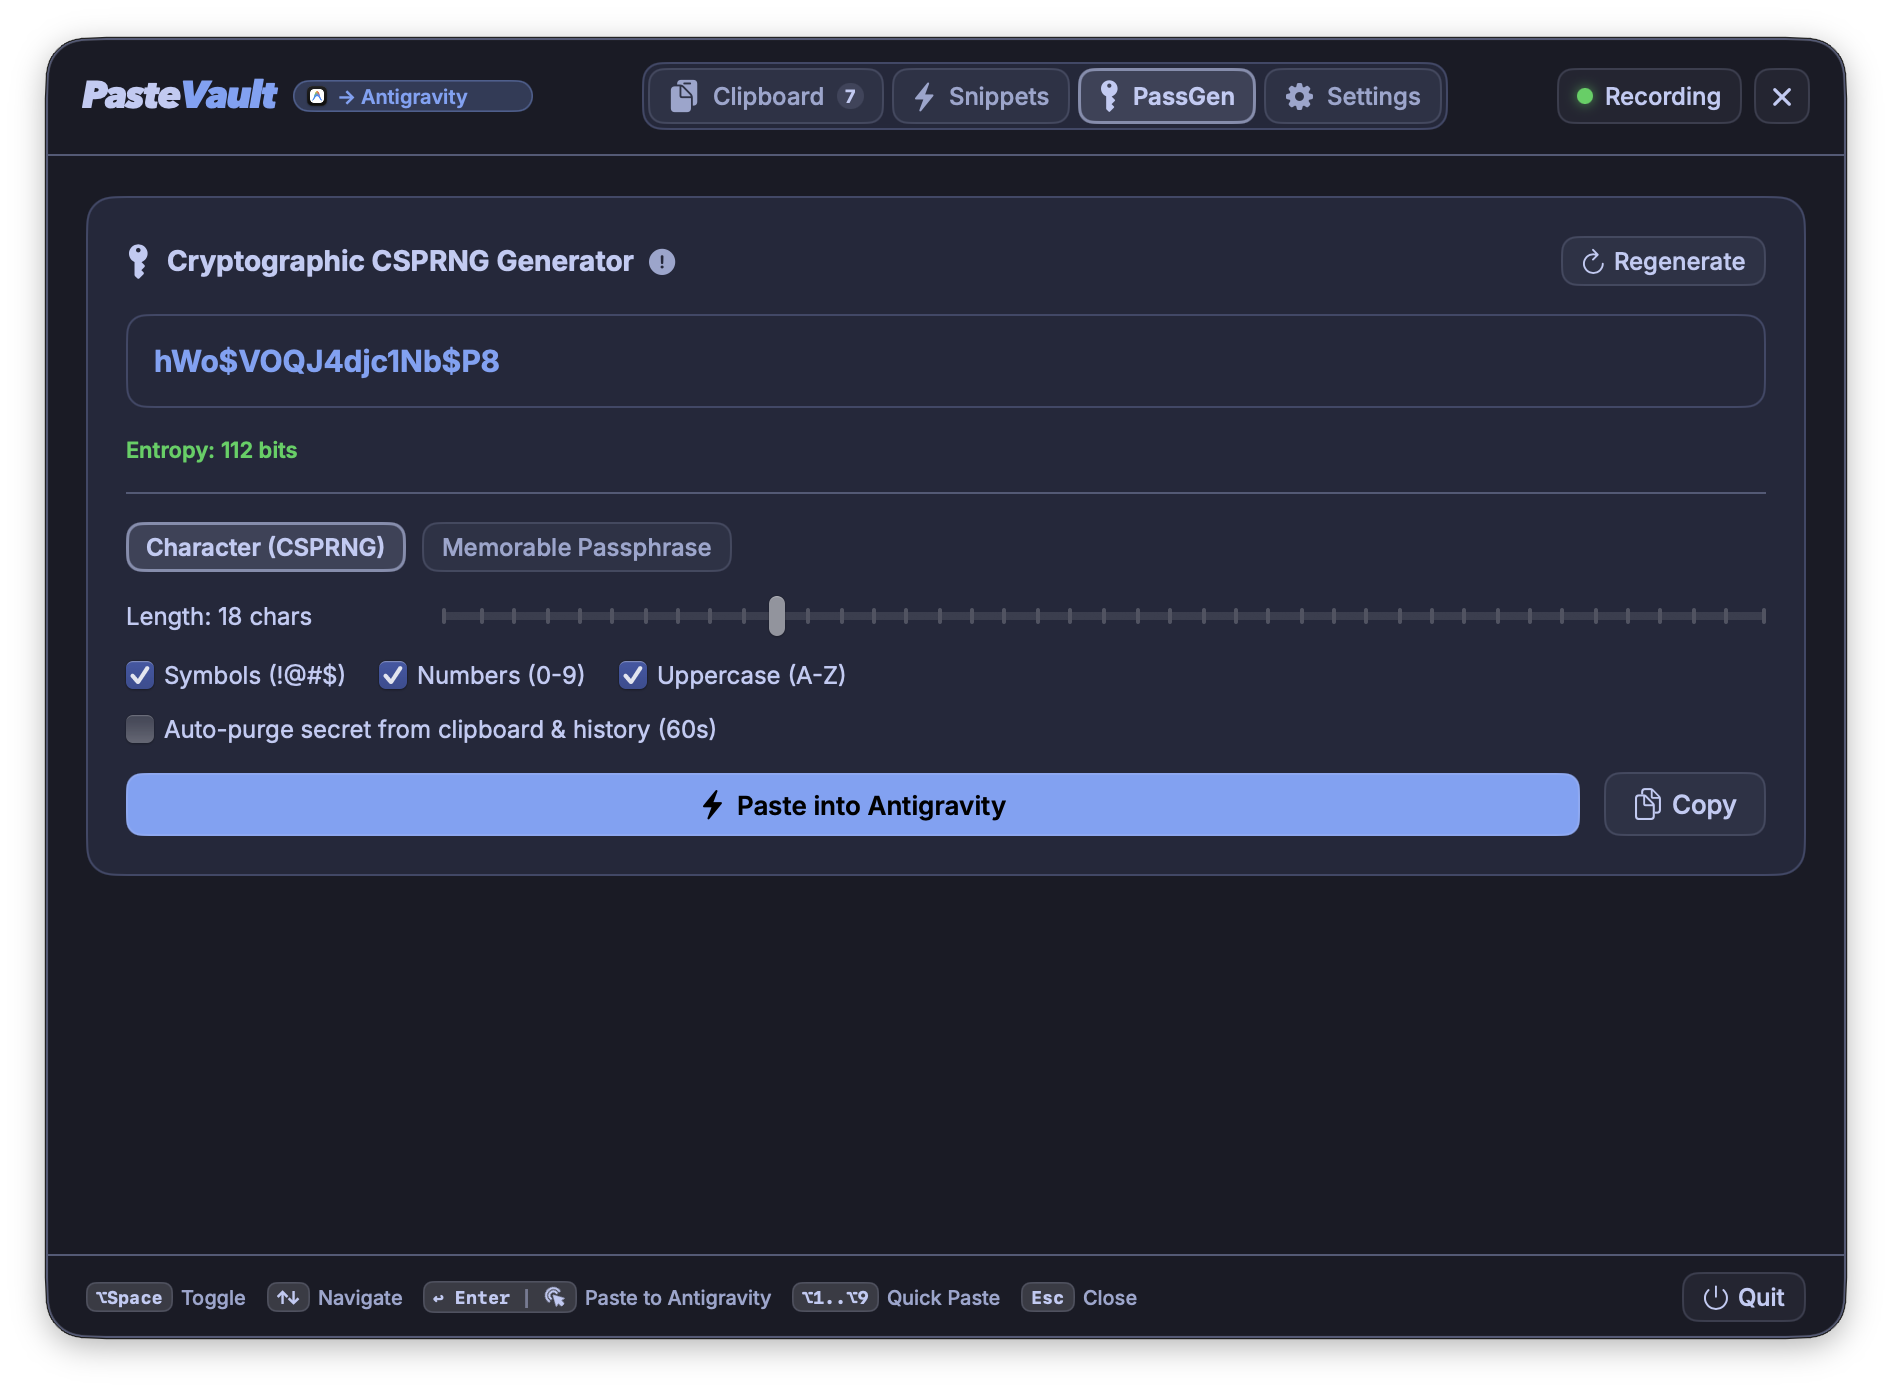 PasteVault → Antigravity Clipboard 7 Snippets PassGen Settings Recording
Cryptographic CSPRNG Generator Regenerate
hWo$VOQJ4djc1Nb$P8
Entropy: 112 bits
Character (CSPRNG) Memorable Passphrase
Length: 18 chars
Symbols (!@#$) Numbers (0-9) Uppercase (A-Z)
Auto-purge secret from clipboard & history (60s)
Paste into Antigravity Copy
⌥Space Toggle ↑↓ Navigate ↩ Enter | Paste to Antigravity ⌥1..⌥9 Quick Paste Esc Close Quit